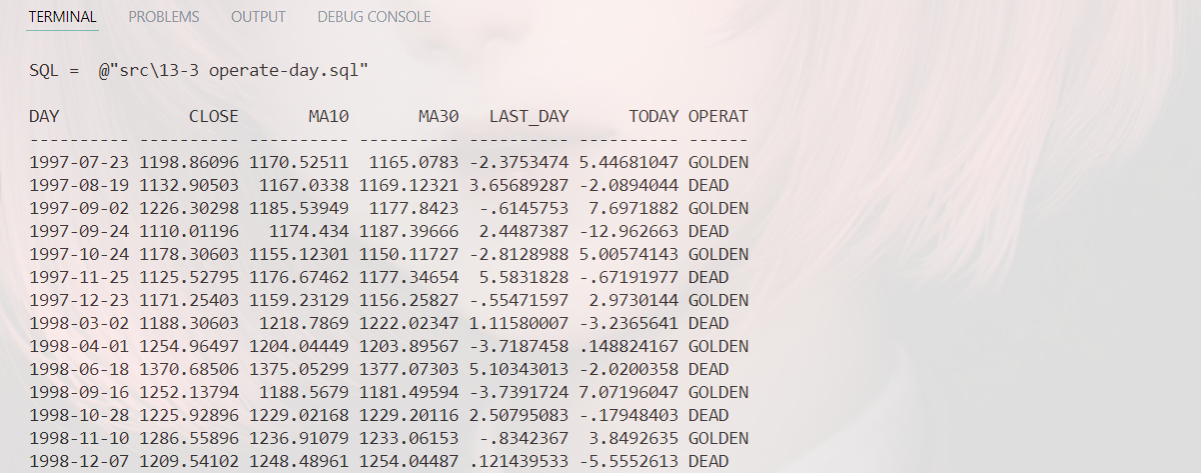 TERMINAL PROBLEMS OUTPUT DEBUG CONSOLE
SQL = @"src\13-3 operate-day.sql"
DAY CLOSE MA10 MA30 LAST_DAY TODAY OPERAT
---------- ---------- ---------- ---------- ---------- ---------- ------
1997-07-23 1198.86096 1170.52511 1165.0783 -2.3753474 5.44681047 GOLDEN
1997-08-19 1132.90503 1167.0338 1169.12321 3.65689287 -2.0894044 DEAD
1997-09-02 1226.30298 1185.53949 1177.8423 -.6145753 7.6971882 GOLDEN
1997-09-24 1110.01196 1174.434 1187.39666 2.4487387 -12.962663 DEAD
1997-10-24 1178.30603 1155.12301 1150.11727 -2.8128988 5.00574143 GOLDEN
1997-11-25 1125.52795 1176.67462 1177.34654 5.5831828 -.67191977 DEAD
1997-12-23 1171.25403 1159.23129 1156.25827 -.55471597 2.9730144 GOLDEN
1998-03-02 1188.30603 1218.7869 1222.02347 1.11580007 -3.2365641 DEAD
1998-04-01 1254.96497 1204.04449 1203.89567 -3.7187458 .148824167 GOLDEN
1998-06-18 1370.68506 1375.05299 1377.07303 5.10343013 -2.0200358 DEAD
1998-09-16 1252.13794 1188.5679 1181.49594 -3.7391724 7.07196047 GOLDEN
1998-10-28 1225.92896 1229.02168 1229.20116 2.50795083 -.17948403 DEAD
1998-11-10 1286.55896 1236.91079 1233.06153 -.8342367 3.8492635 GOLDEN
1998-12-07 1209.54102 1248.48961 1254.04487 .121439533 -5.5552613 DEAD